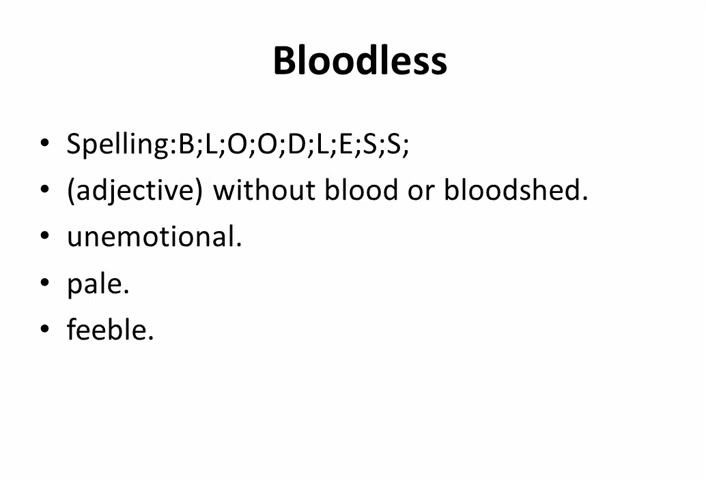 Bloodless
• Spelling:B;L;O;O;D;L;E;S;S;
• (adjective) without blood or bloodshed.
• unemotional.
• pale.
• feeble.